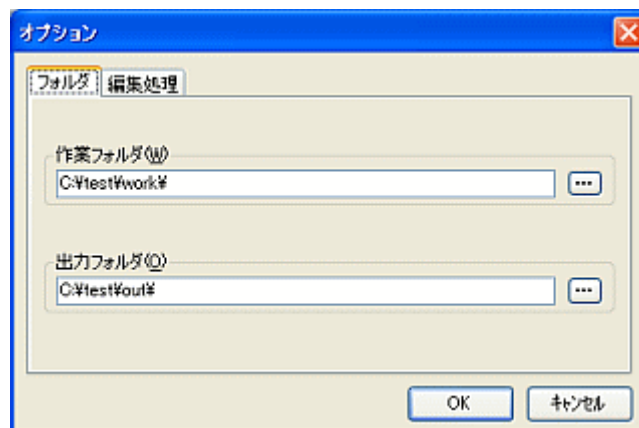 オプション
フォルダ 編集処理
作業フォルダ(W)
C:¥test¥work¥
...
出力フォルダ(O)
C:¥test¥out¥
...
OK キャンセル